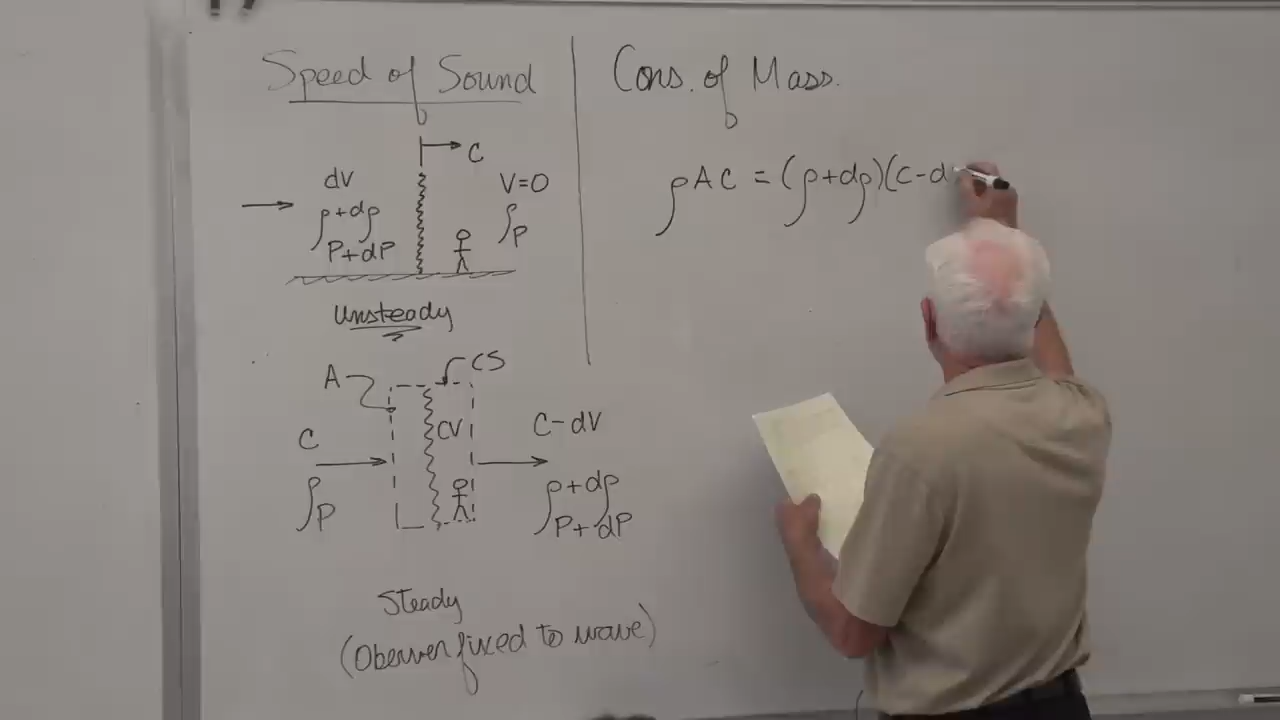 Speed of Sound
C
dV
V=0
ρ+dρ
ρ
P+dP
P
Unsteady
A
CS
CV
C
C-dV
ρ
P
ρ+dρ
P+dP
Steady
(Observer fixed to wave)
Cons. of Mass.
ρAC = (ρ+dρ)(C-d